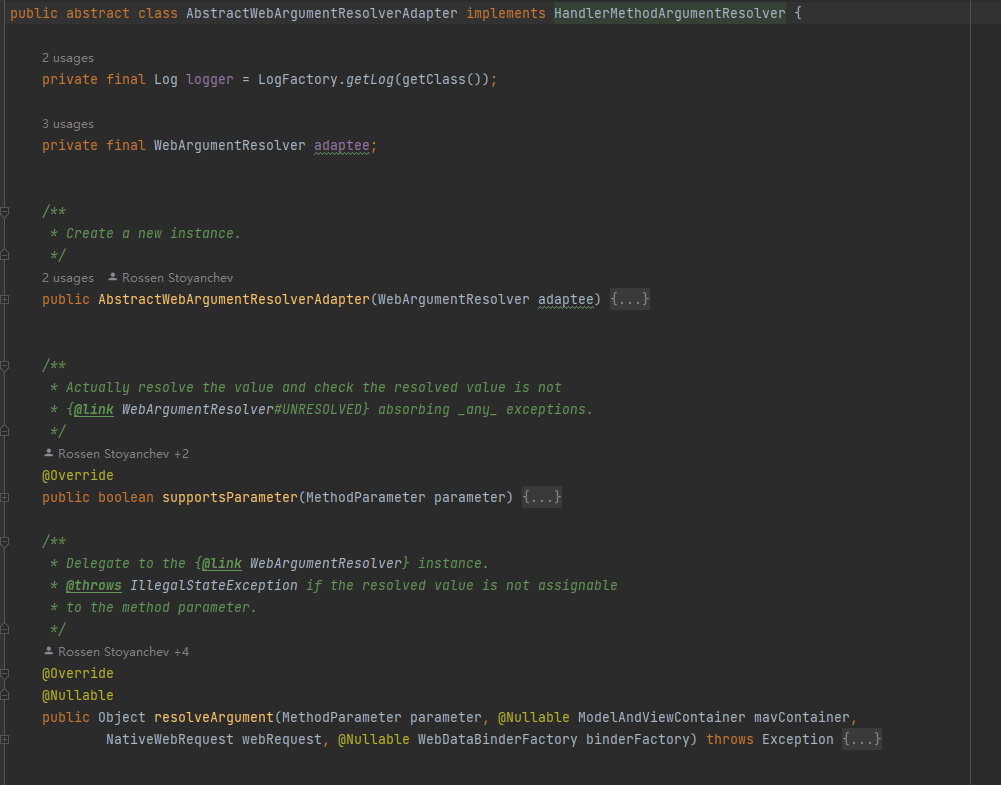 public abstract class AbstractWebArgumentResolverAdapter implements HandlerMethodArgumentResolver {
2 usages
private final Log logger = LogFactory.getLog(getClass());
3 usages
private final WebArgumentResolver adaptee;
/**
* Create a new instance.
*/
2 usages Rossen Stoyanchev
public AbstractWebArgumentResolverAdapter(WebArgumentResolver adaptee) {...}
/**
* Actually resolve the value and check the resolved value is not
* {@link WebArgumentResolver#UNRESOLVED} absorbing _any_ exceptions.
*/
Rossen Stoyanchev +2
@Override
public boolean supportsParameter(MethodParameter parameter) {...}
/**
* Delegate to the {@link WebArgumentResolver} instance.
* @throws IllegalStateException if the resolved value is not assignable
* to the method parameter.
*/
Rossen Stoyanchev +4
@Override
@Nullable
public Object resolveArgument(MethodParameter parameter, @Nullable ModelAndViewContainer mavContainer,
NativeWebRequest webRequest, @Nullable WebDataBinderFactory binderFactory) throws Exception {...}